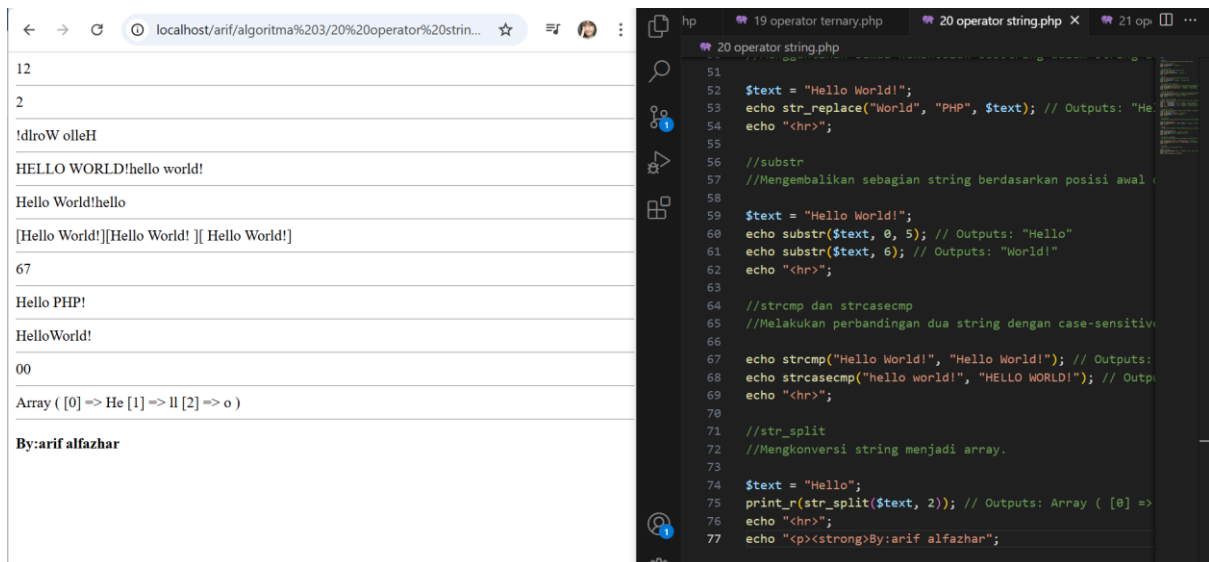 localhost/arif/algoritma%203/20%20operator%20strin...
12
2
!dlroW olleH
HELLO WORLD!hello world!
Hello World!hello
[Hello World!][Hello World! ][ Hello World!]
67
Hello PHP!
HelloWorld!
00
Array ( [0] => He [1] => ll [2] => o )
By:arif alfazhar
hp 19 operator ternary.php 20 operator string.php 21 op
20 operator string.php
51
52 $text = "Hello World!";
53 echo str_replace("World", "PHP", $text); // Outputs: "He
54 echo "<hr>";
55
56 //substr
57 //Mengembalikan sebagian string berdasarkan posisi awal
58
59 $text = "Hello World!";
60 echo substr($text, 0, 5); // Outputs: "Hello"
61 echo substr($text, 6); // Outputs: "World!"
62 echo "<hr>";
63
64 //strcmp dan strcasecmp
65 //Melakukan perbandingan dua string dengan case-sensitiv
66
67 echo strcmp("Hello World!", "Hello World!"); // Outputs:
68 echo strcasecmp("hello world!", "HELLO WORLD!"); // Outp
69 echo "<hr>";
70
71 //str_split
72 //Mengkonversi string menjadi array.
73
74 $text = "Hello";
75 print_r(str_split($text, 2)); // Outputs: Array ( [0] =>
76 echo "<hr>";
77 echo "<p><strong>By:arif alfazhar";
1
1